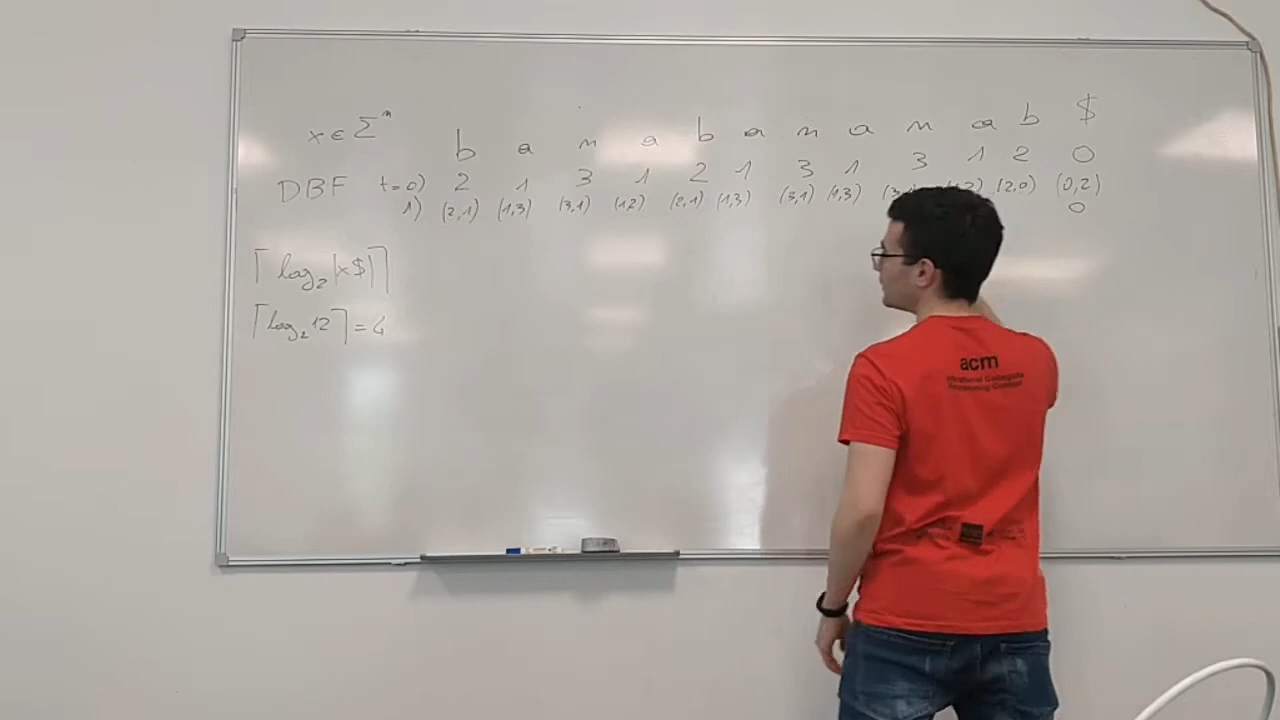 x ∈ Σⁿ b a n a b a n a n a b $
DBF t=0) 2 1 3 1 2 1 3 1 3 1 2 0
1) (2,1) (1,3) (3,1) (1,2) (2,1) (1,3) (3,1) (1,3) (2,0) (0,2)
0
⌈log₂|x$|⌉
⌈log₂12⌉ = 4
acm